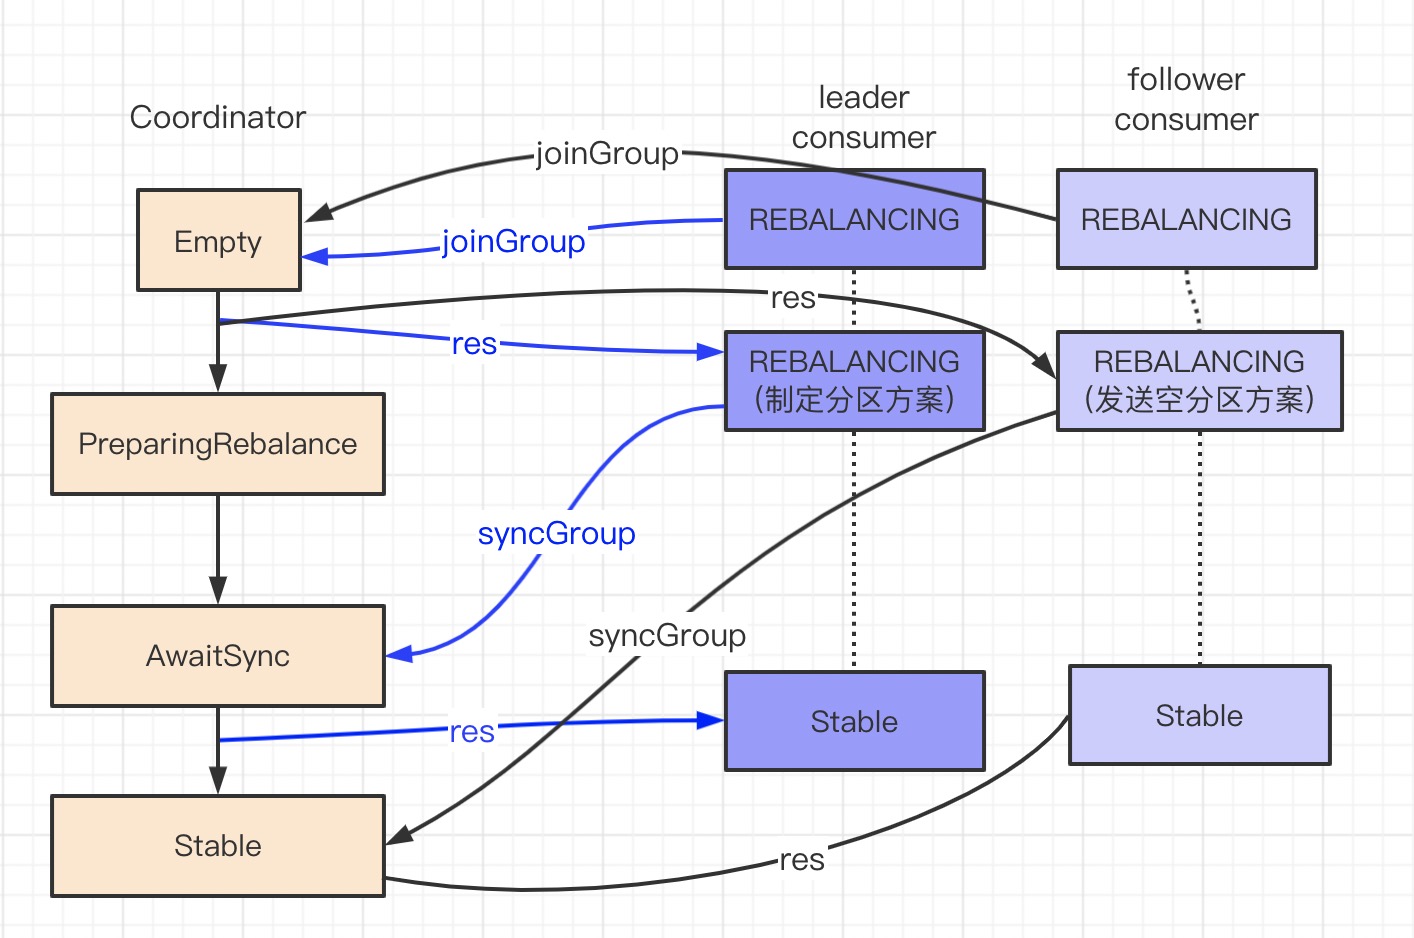 follower
consumer
leader
consumer
Coordinator
joinGroup
REBALANCING
REBALANCING
Empty
joinGroup
res
res
REBALANCING
(制定分区方案)
REBALANCING
(发送空分区方案)
PreparingRebalance
syncGroup
syncGroup
AwaitSync
res
Stable
Stable
Stable
res